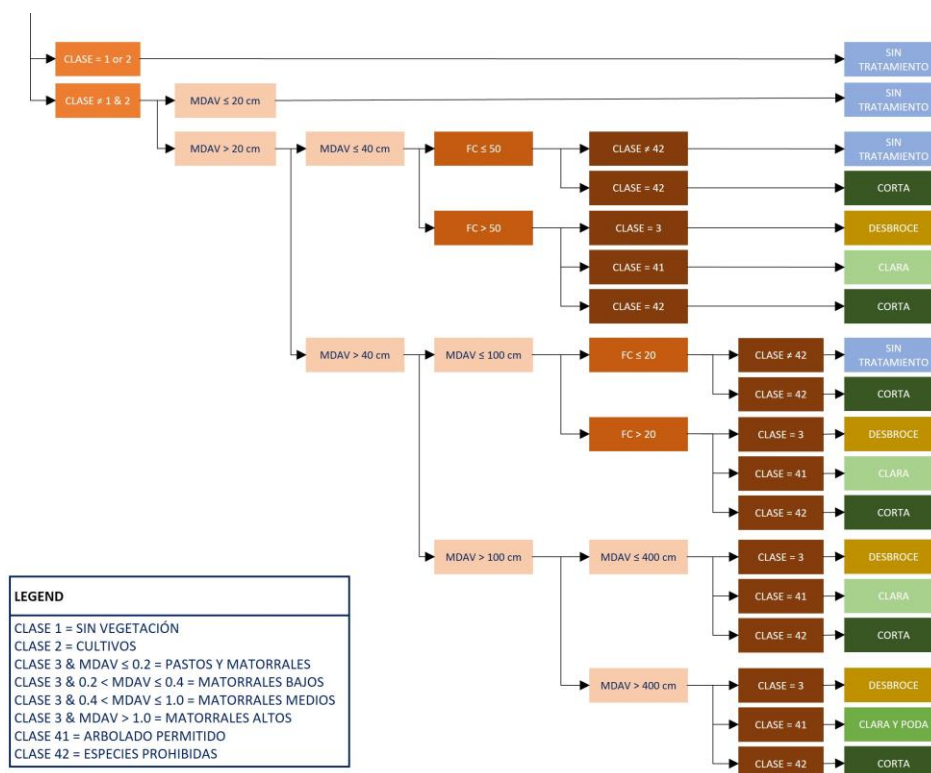 CLASE = 1 or 2
SIN
TRATAMIENTO
CLASE ≠ 1 & 2
MDAV ≤ 20 cm
SIN
TRATAMIENTO
MDAV > 20 cm
MDAV ≤ 40 cm
FC ≤ 50
CLASE ≠ 42
SIN
TRATAMIENTO
CLASE = 42
CORTA
FC > 50
CLASE = 3
DESBROCE
CLASE = 41
CLARA
CLASE = 42
CORTA
MDAV > 40 cm
MDAV ≤ 100 cm
FC ≤ 20
CLASE ≠ 42
SIN
TRATAMIENTO
CLASE = 42
CORTA
FC > 20
CLASE = 3
DESBROCE
CLASE = 41
CLARA
CLASE = 42
CORTA
MDAV > 100 cm
MDAV ≤ 400 cm
CLASE = 3
DESBROCE
CLASE = 41
CLARA
CLASE = 42
CORTA
MDAV > 400 cm
CLASE = 3
DESBROCE
CLASE = 41
CLARA Y PODA
CLASE = 42
CORTA
LEGEND
CLASE 1 = SIN VEGETACIÓN
CLASE 2 = CULTIVOS
CLASE 3 & MDAV ≤ 0.2 = PASTOS Y MATORRALES
CLASE 3 & 0.2 < MDAV ≤ 0.4 = MATORRALES BAJOS
CLASE 3 & 0.4 < MDAV ≤ 1.0 = MATORRALES MEDIOS
CLASE 3 & MDAV > 1.0 = MATORRALES ALTOS
CLASE 41 = ARBOLADO PERMITIDO
CLASE 42 = ESPECIES PROHIBIDAS